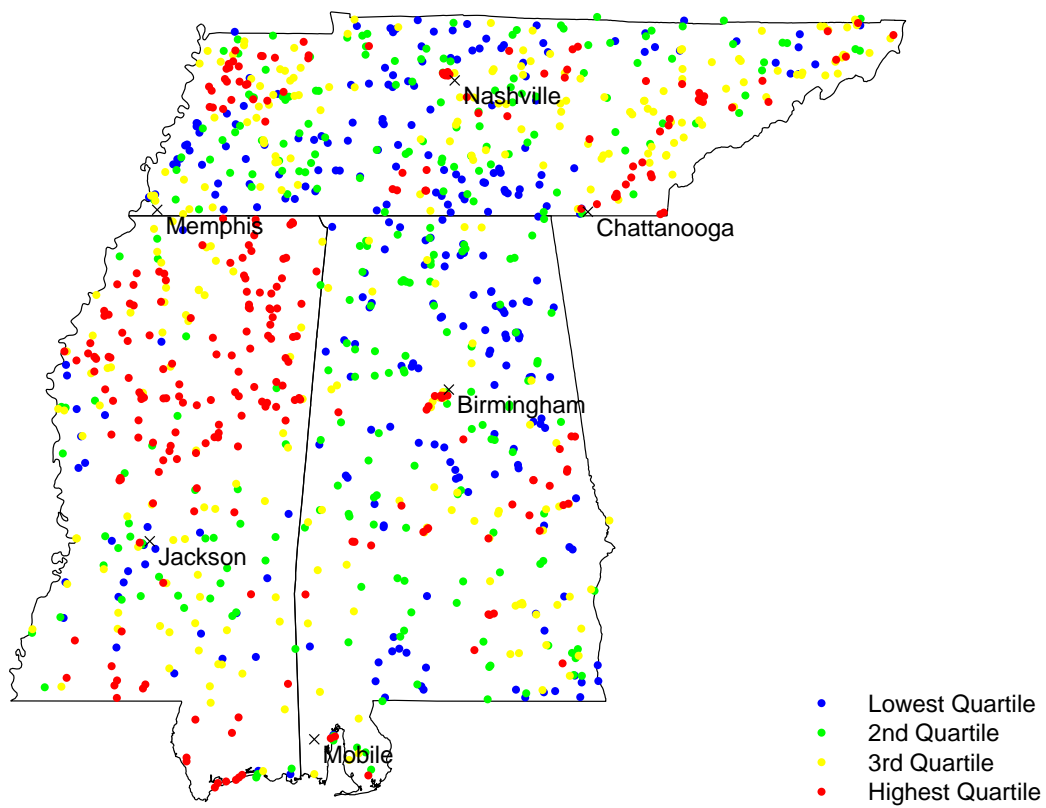 Nashville
Memphis
Chattanooga
Birmingham
Jackson
Mobile
Lowest Quartile
2nd Quartile
3rd Quartile
Highest Quartile